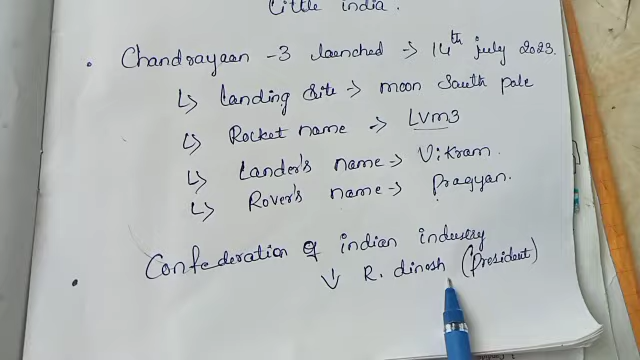 Little india.
• Chandrayaan -3 launched → 14th july 2023.
↳ Landing Site → moon South pole
↳ Rocket name → LVM3
↳ Lander's name → Vikram.
↳ Rover's name → Pragyan.
• Confederation of indian industry
↓ R. dinosh (president)